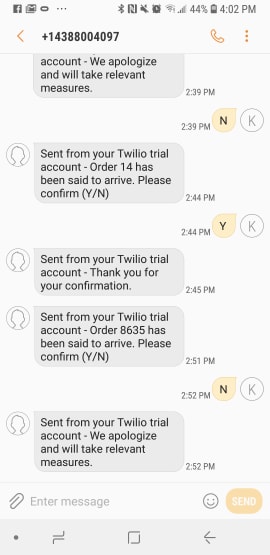 44% 4:02 PM
+14388004097
account - We apologize
and will take relevant
measures.
2:39 PM
2:39 PM N K
Sent from your Twilio trial
account - Order 14 has
been said to arrive. Please
confirm (Y/N)
2:44 PM
2:44 PM Y K
Sent from your Twilio trial
account - Thank you for
your confirmation.
2:45 PM
Sent from your Twilio trial
account - Order 8635 has
been said to arrive. Please
confirm (Y/N)
2:51 PM
2:52 PM N K
Sent from your Twilio trial
account - We apologize
and will take relevant
measures.
2:52 PM
Enter message SEND